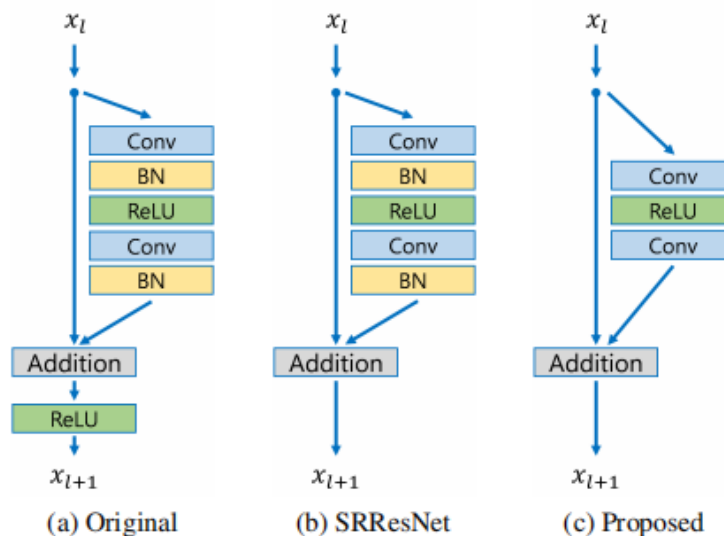 x_l
Conv
BN
ReLU
Conv
BN
Addition
ReLU
x_{l+1}
(a) Original
x_l
Conv
BN
ReLU
Conv
BN
Addition
x_{l+1}
(b) SRResNet
x_l
Conv
ReLU
Conv
Addition
x_{l+1}
(c) Proposed